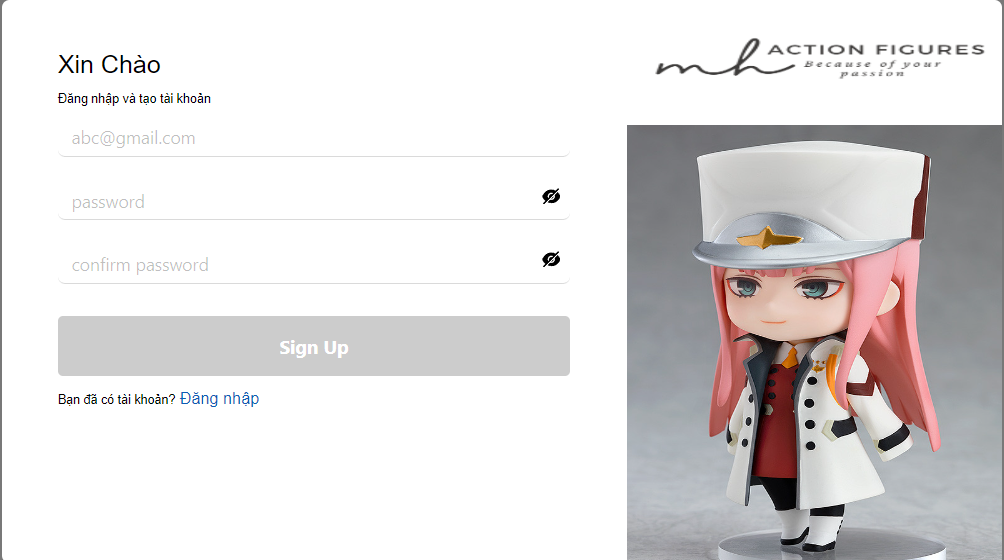 Xin Chào
Đăng nhập và tạo tài khoản
abc@gmail.com
password
confirm password
Sign Up
Bạn đã có tài khoản? Đăng nhập
mh ACTION FIGURES
Because of your
passion